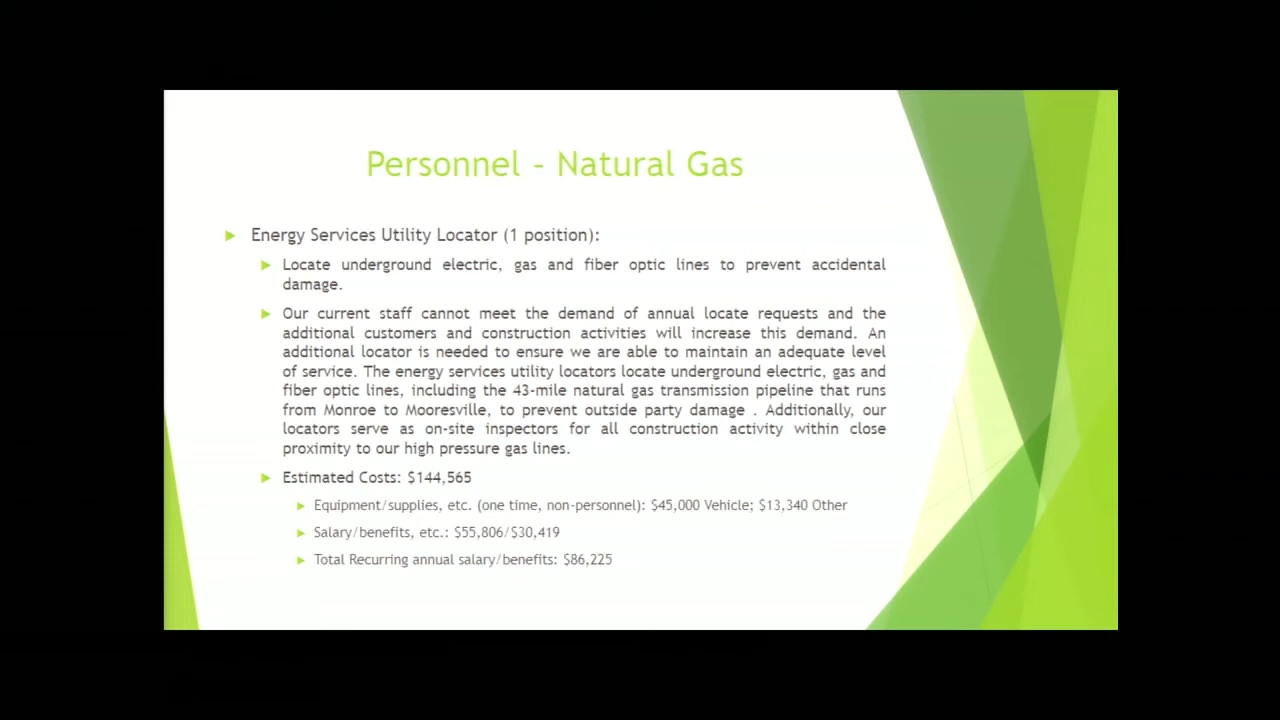 Personnel – Natural Gas
Energy Services Utility Locator (1 position):
Locate underground electric, gas and fiber optic lines to prevent accidental
damage.
Our current staff cannot meet the demand of annual locate requests and the
additional customers and construction activities will increase this demand. An
additional locator is needed to ensure we are able to maintain an adequate level
of service. The energy services utility locators locate underground electric, gas and
fiber optic lines, including the 43-mile natural gas transmission pipeline that runs
from Monroe to Mooresville, to prevent outside party damage . Additionally, our
locators serve as on-site inspectors for all construction activity within close
proximity to our high pressure gas lines.
Estimated Costs: $144,565
Equipment/supplies, etc. (one time, non-personnel): $45,000 Vehicle; $13,340 Other
Salary/benefits, etc.: $55,806/$30,419
Total Recurring annual salary/benefits: $86,225